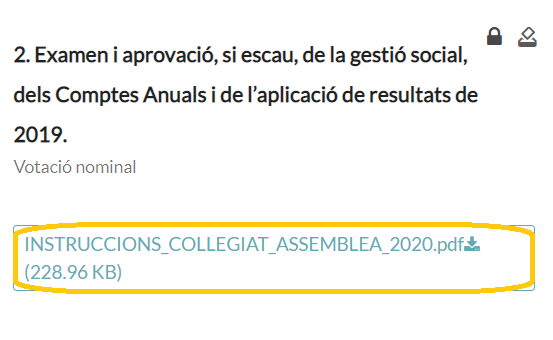 2. Examen i aprovació, si escau, de la gestió social,
dels Comptes Anuals i de l’aplicació de resultats de
2019.
Votació nominal
INSTRUCCIONS_COLLEGIAT_ASSEMBLEA_2020.pdf
(228.96 KB)